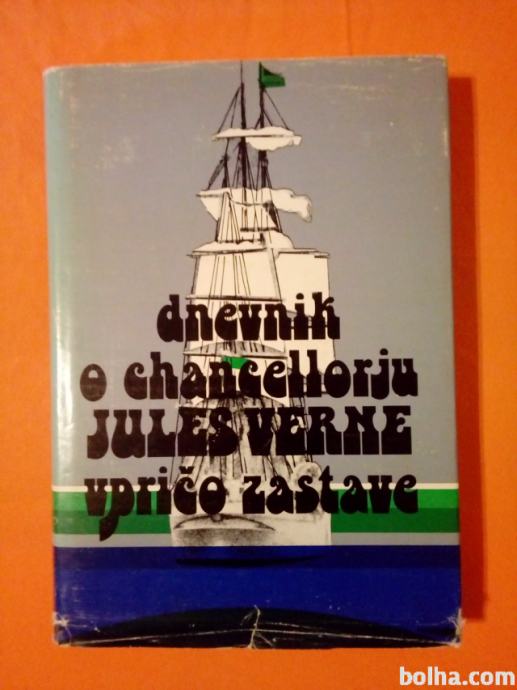 dnevnik
o chancellorju
JULES VERNE
vpričo zastave
bolha.com